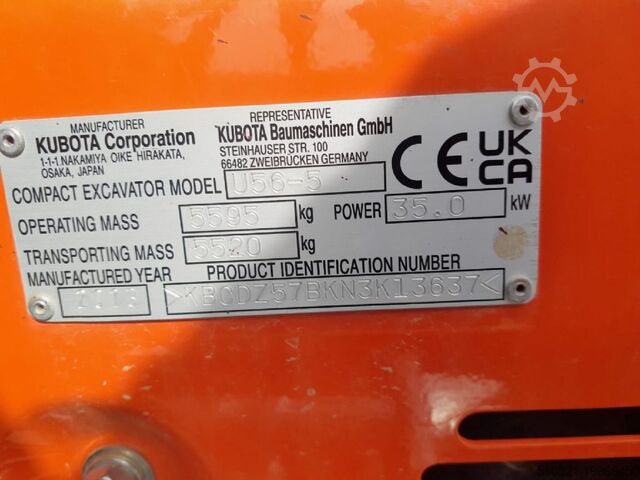 MANUFACTURER
KUBOTA Corporation
1-1-1.NAKAMIYA OIKE HIRAKATA,
OSAKA, JAPAN
REPRESENTATIVE
KUBOTA Baumaschinen GmbH
STEINHAUSER STR. 100
66482 ZWEIBRÜCKEN GERMANY
CE
UK
CA
COMPACT EXCAVATOR MODEL U56-5
OPERATING MASS 5595 kg POWER 35.0 kW
TRANSPORTING MASS 5520 kg
MANUFACTURED YEAR PRODUCT IDENTIFICATION NUMBER
>KBCDZ57BKN3K13637<